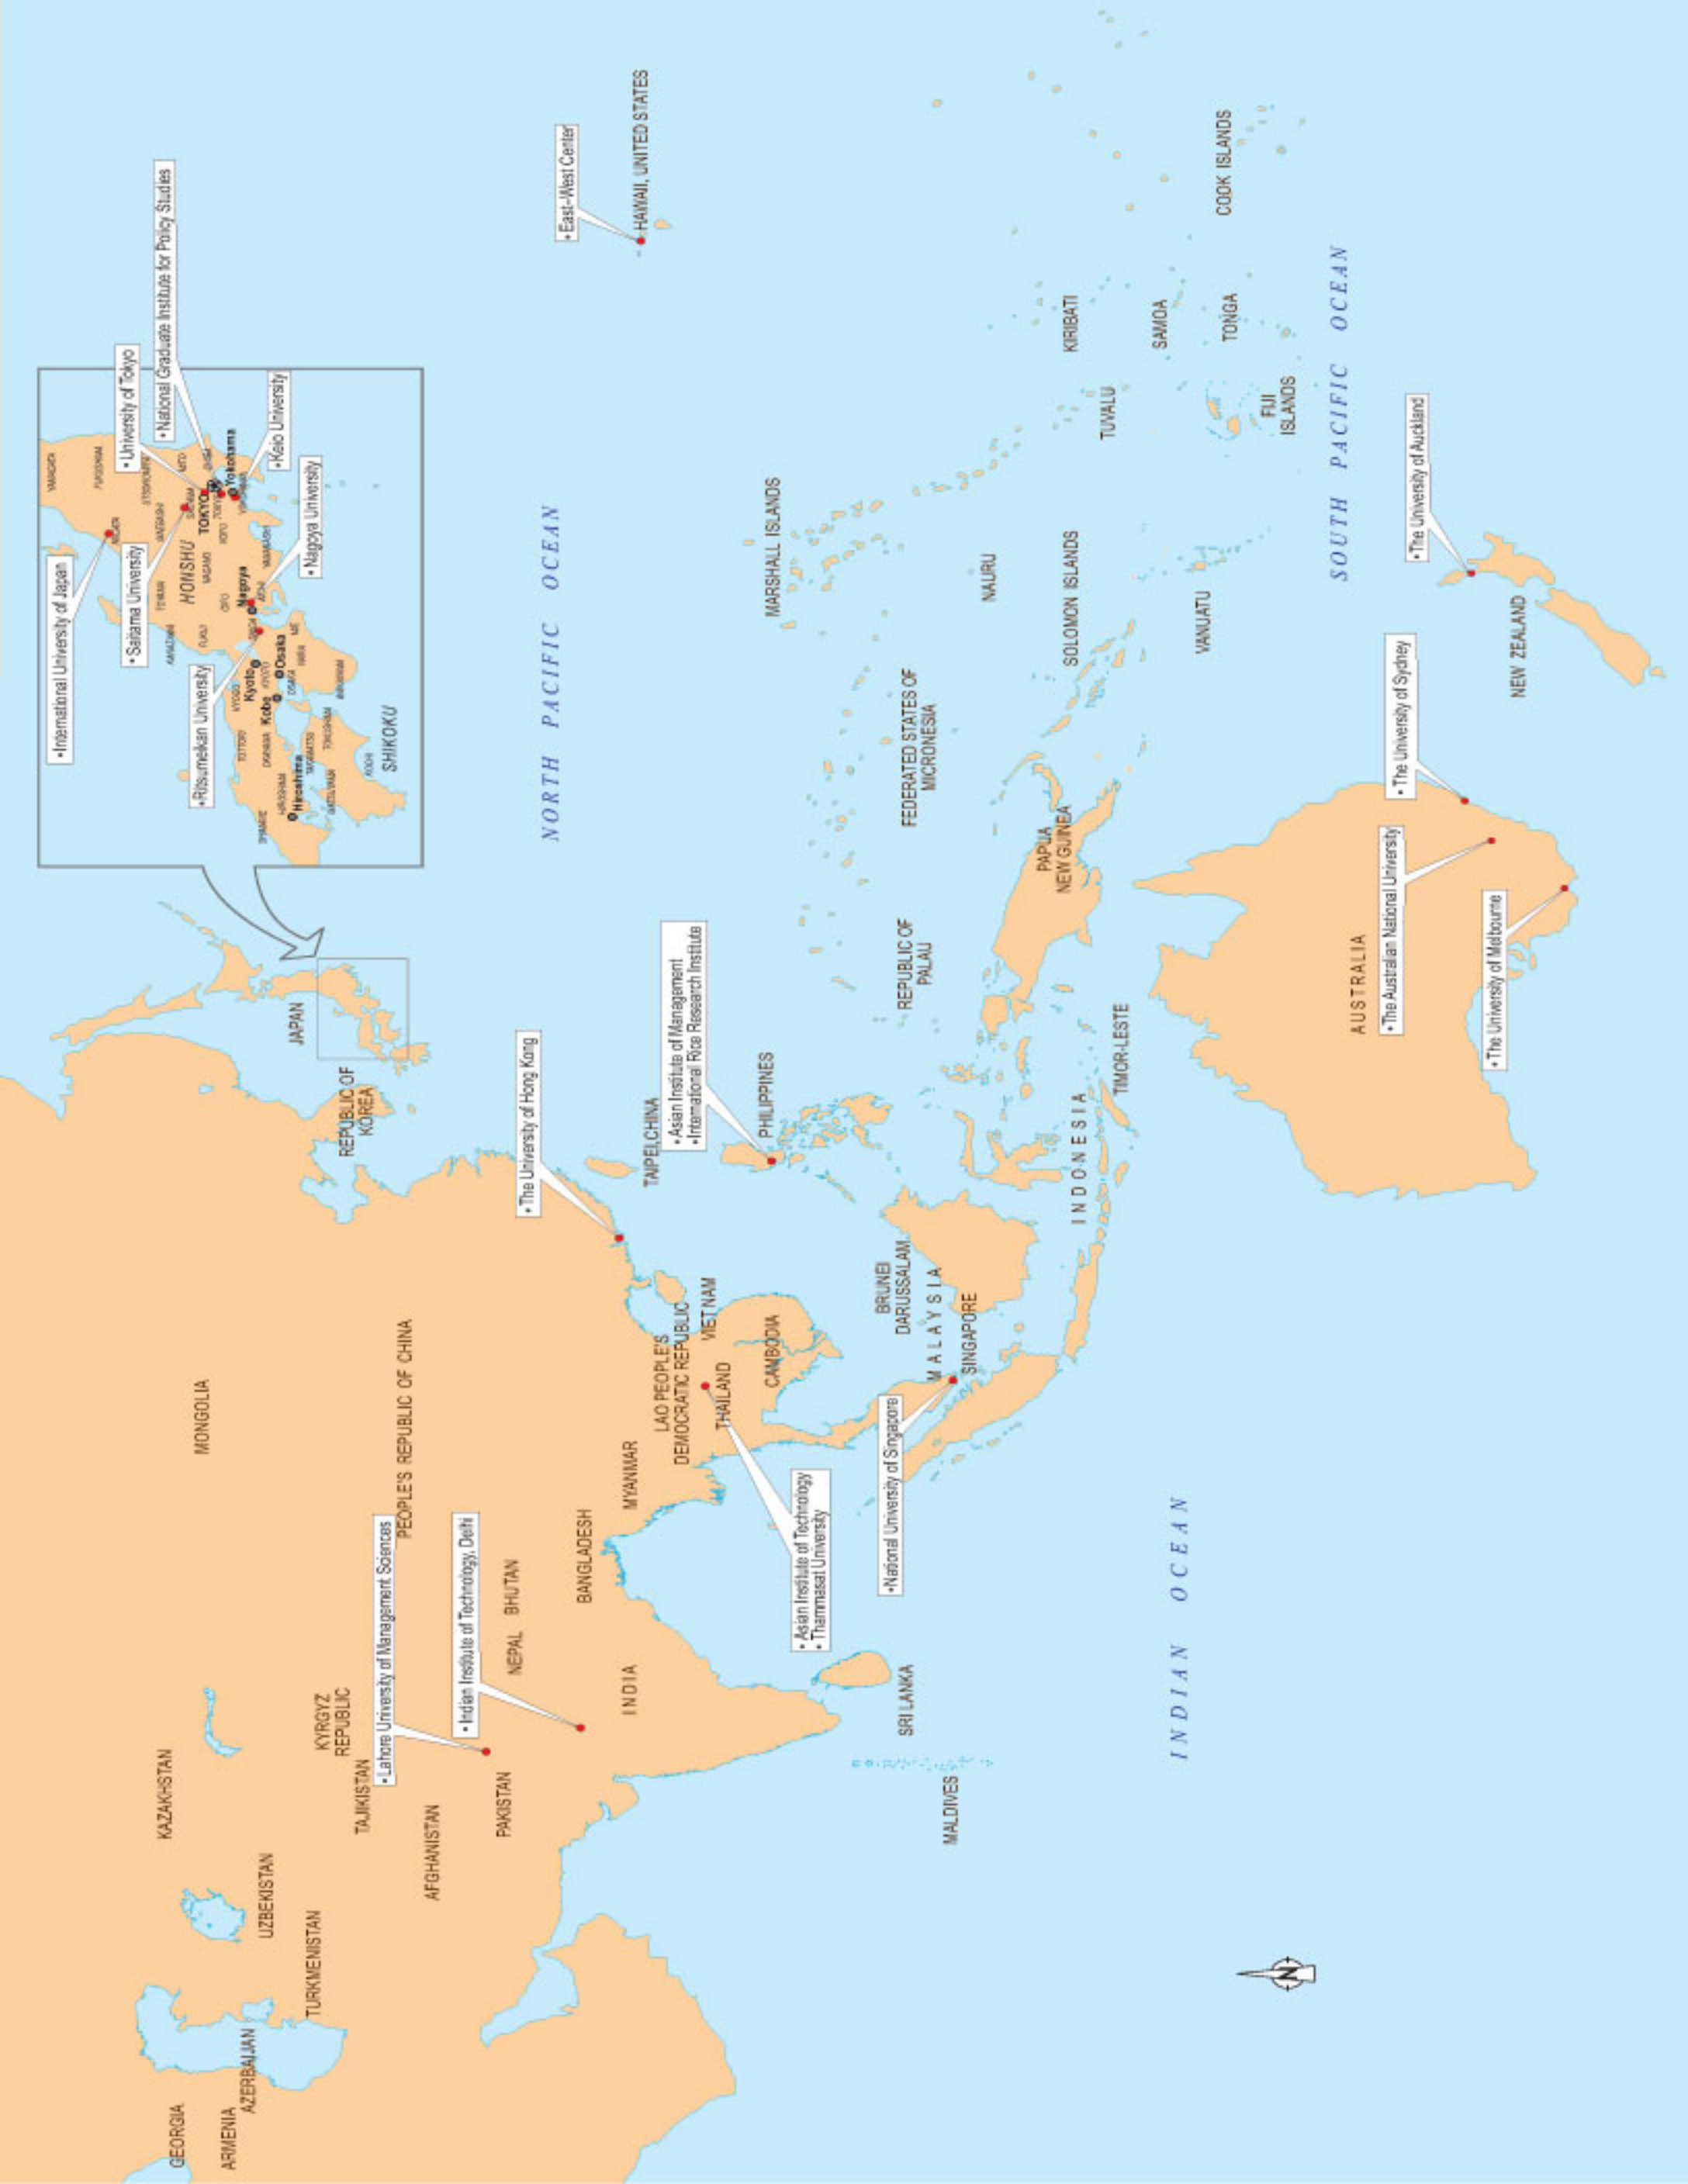 GEORGIA
ARMENIA
AZERBAIJAN
KAZAKHSTAN
UZBEKISTAN
TURKMENISTAN
KYRGYZ
REPUBLIC
TAJIKISTAN
AFGHANISTAN
PAKISTAN
• Lahore University of Management Sciences
• Indian Institute of Technology, Delhi
NEPAL
BHUTAN
INDIA
BANGLADESH
SRI LANKA
MALDIVES
MONGOLIA
PEOPLE'S REPUBLIC OF CHINA
MYANMAR
LAO PEOPLE'S
DEMOCRATIC REPUBLIC
VIET NAM
THAILAND
CAMBODIA
• Asian Institute of Technology
• Thammasat University
• National University of Singapore
BRUNEI
DARUSSALAM
MALAYSIA
SINGAPORE
INDONESIA
TIMOR-LESTE
• The University of Hong Kong
TAIPEI,CHINA
• Asian Institute of Management
• International Rice Research Institute
PHILIPPINES
REPUBLIC OF
KOREA
JAPAN
• International University of Japan
• Saitama University
• Ritsumeikan University
• University of Tokyo
• National Graduate Institute for Policy Studies
• Keio University
• Nagoya University
YAMAGATA
FUKUSHIMA
HONSHU
TOKYO
Yokohama
NAGANO
Nagoya
FUKUI
Kyoto
Osaka
Kobe
TOTTORI
OKAYAMA
HIROSHIMA
Hiroshima
KOCHI
SHIKOKU
NORTH PACIFIC OCEAN
• East-West Center
HAWAII, UNITED STATES
MARSHALL ISLANDS
FEDERATED STATES OF
MICRONESIA
REPUBLIC OF
PALAU
NAURU
PAPUA
NEW GUINEA
SOLOMON ISLANDS
KIRIBATI
TUVALU
SAMOA
TONGA
COOK ISLANDS
FIJI
ISLANDS
VANUATU
SOUTH PACIFIC OCEAN
INDIAN OCEAN
AUSTRALIA
• The University of Sydney
• The Australian National University
• The University of Melbourne
• The University of Auckland
NEW ZEALAND
N